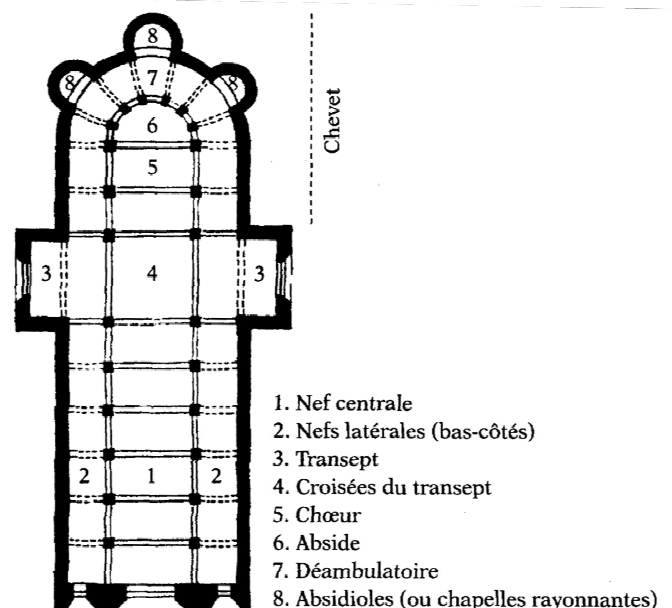 8
8
8
7
6
5
Chevet
3
4
3
2
1
2
1. Nef centrale
2. Nefs latérales (bas-côtés)
3. Transept
4. Croisées du transept
5. Chœur
6. Abside
7. Déambulatoire
8. Absidioles (ou chapelles rayonnantes)